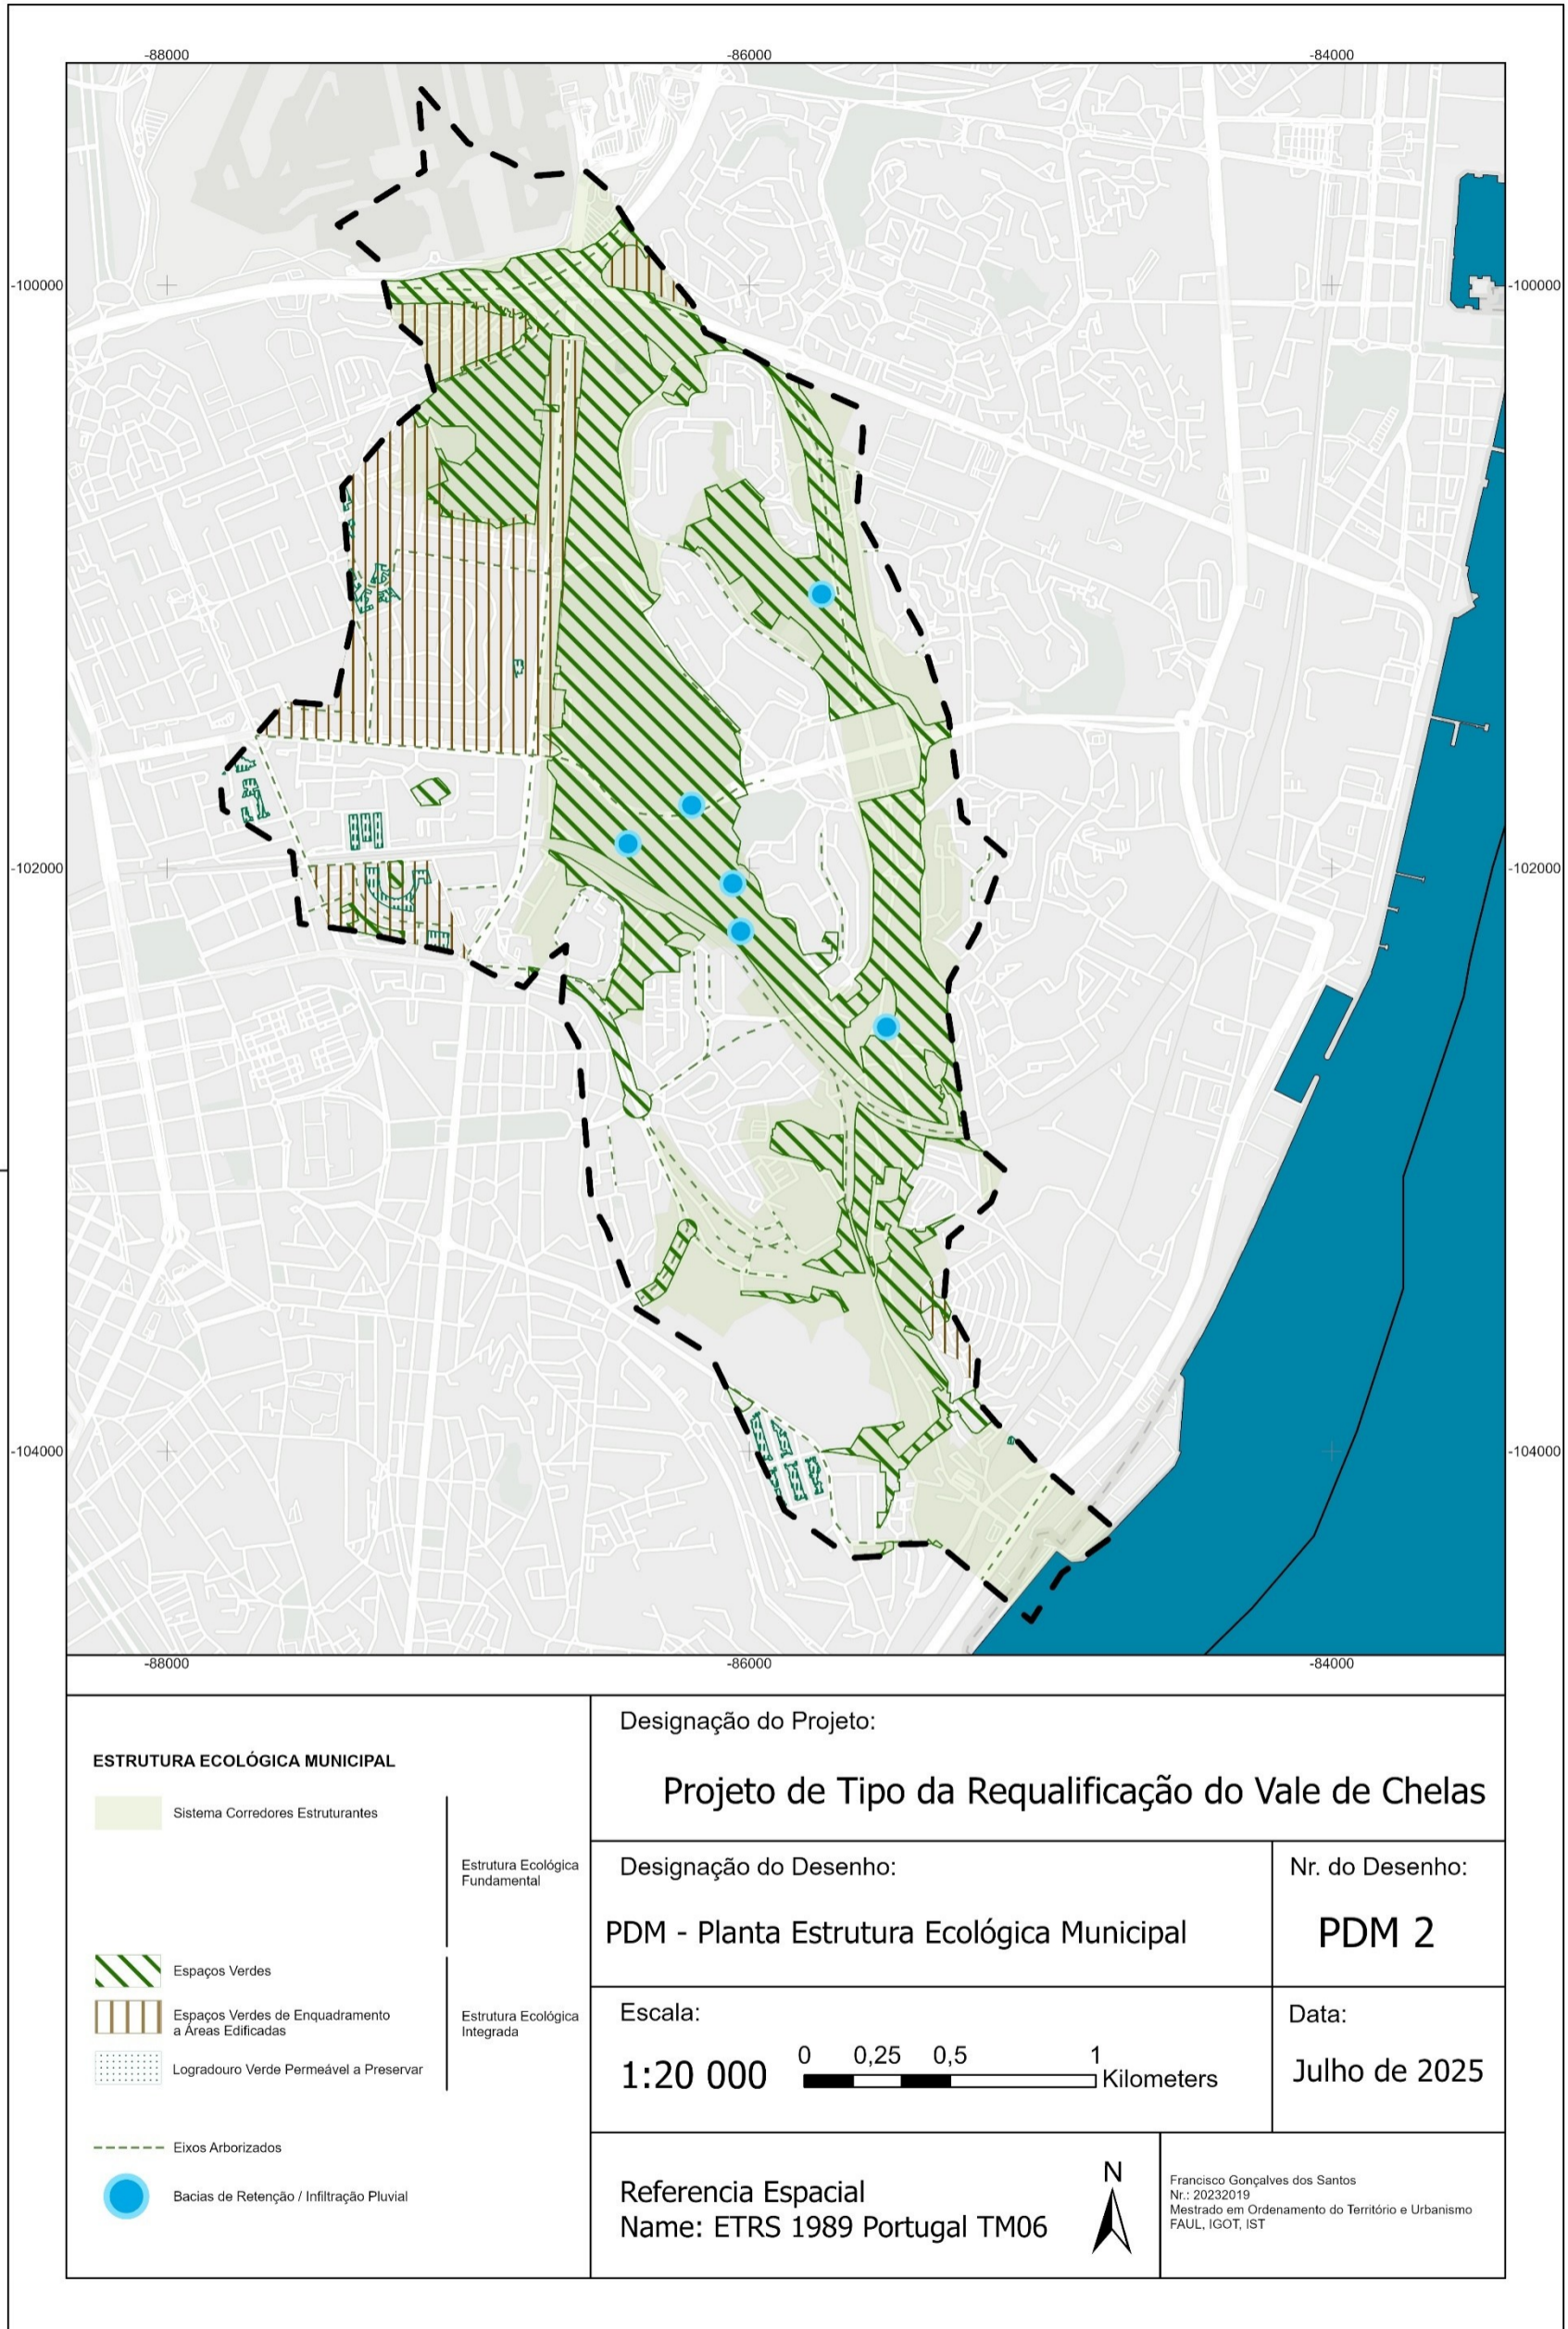 -88000
-86000
-84000
-100000
-100000
-102000
-102000
-104000
-104000
-88000
-86000
-84000
ESTRUTURA ECOLÓGICA MUNICIPAL
Sistema Corredores Estruturantes
Estrutura Ecológica
Fundamental
Espaços Verdes
Espaços Verdes de Enquadramento
a Áreas Edificadas
Estrutura Ecológica
Integrada
Logradouro Verde Permeável a Preservar
Eixos Arborizados
Bacias de Retenção / Infiltração Pluvial
Designação do Projeto:
Projeto de Tipo da Requalificação do Vale de Chelas
Designação do Desenho:
PDM - Planta Estrutura Ecológica Municipal
Nr. do Desenho:
PDM 2
Escala:
1:20 000
0 0,25 0,5 1
Kilometers
Data:
Julho de 2025
Referencia Espacial
Name: ETRS 1989 Portugal TM06
N
Francisco Gonçalves dos Santos
Nr.: 20232019
Mestrado em Ordenamento do Território e Urbanismo
FAUL, IGOT, IST